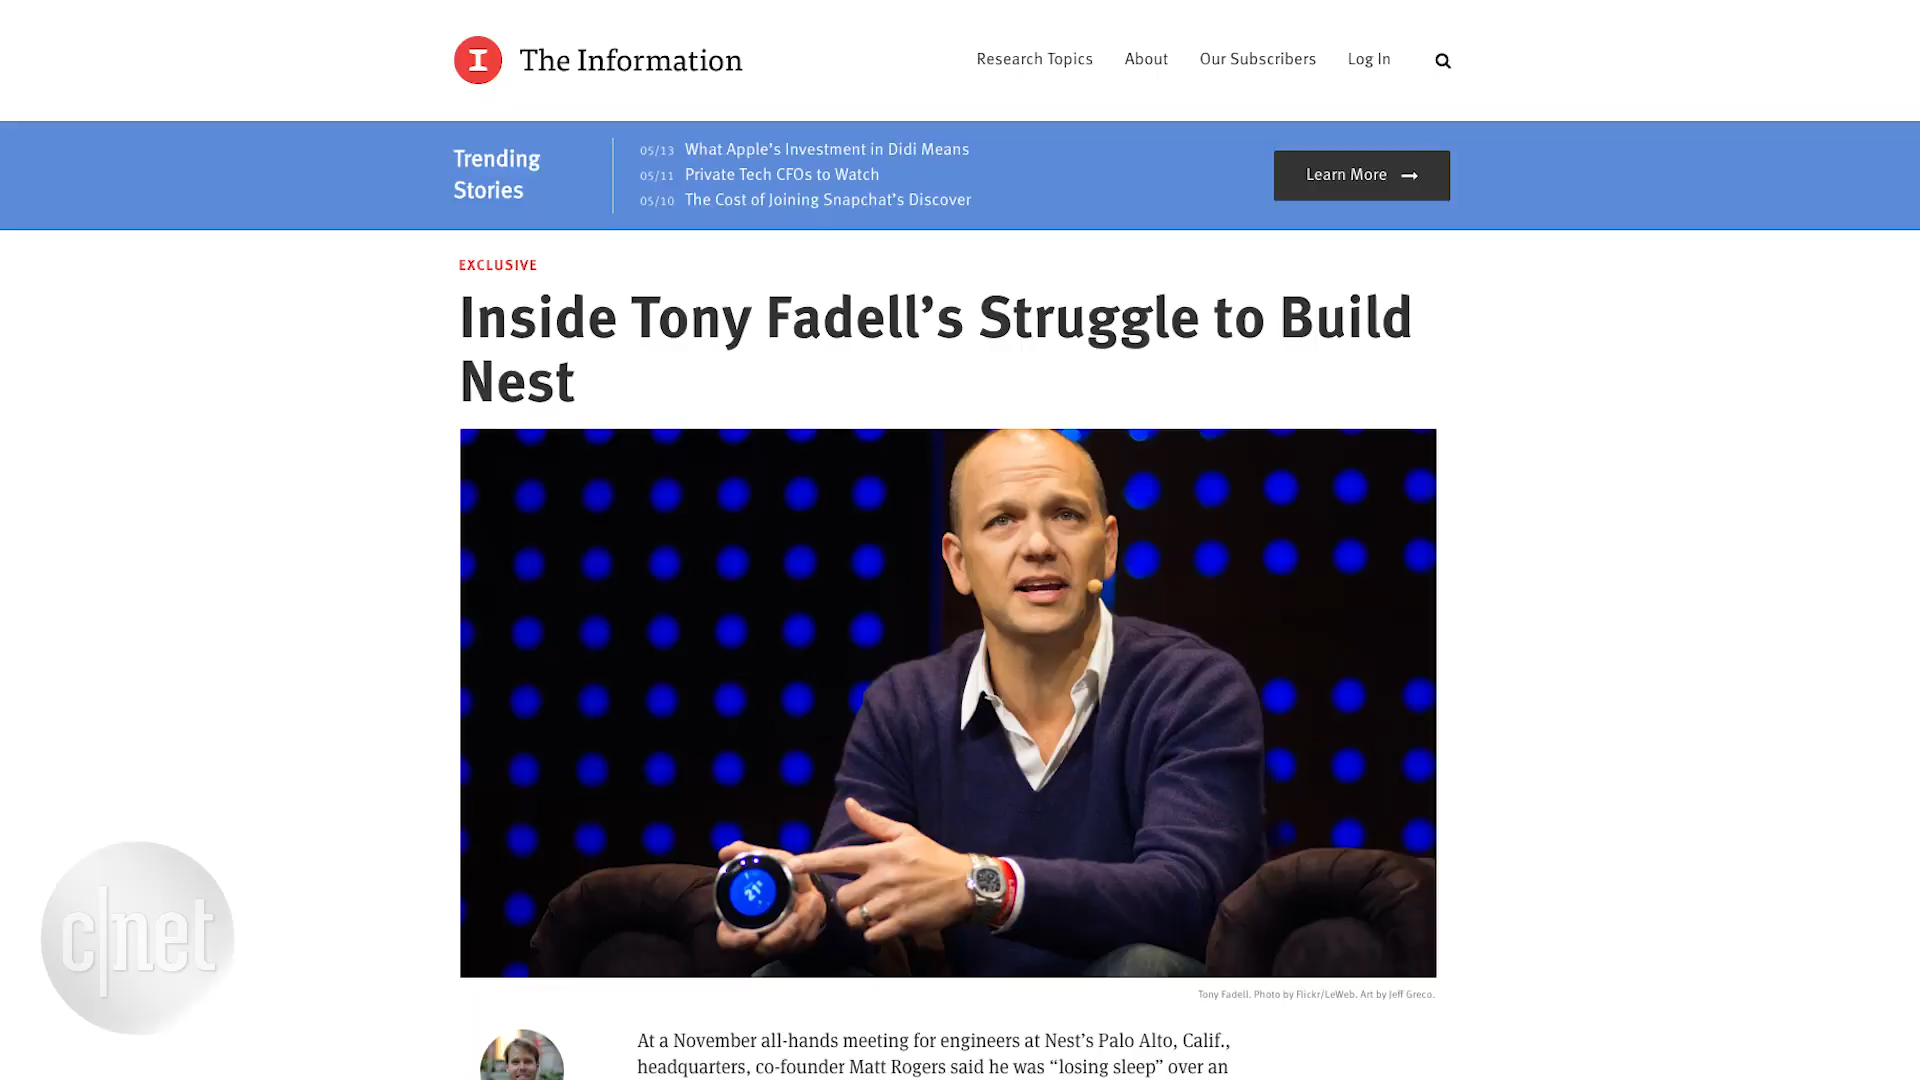 The Information
Research Topics
About
Our Subscribers
Log In
Trending
Stories
05/13 What Apple’s Investment in Didi Means
05/11 Private Tech CFOs to Watch
05/10 The Cost of Joining Snapchat’s Discover
Learn More →
EXCLUSIVE
Inside Tony Fadell’s Struggle to Build
Nest
21°
Tony Fadell. Photo by Flickr/LeWeb. Art by Jeff Greco.
c|net
At a November all-hands meeting for engineers at Nest’s Palo Alto, Calif.,
headquarters, co-founder Matt Rogers said he was “losing sleep” over an